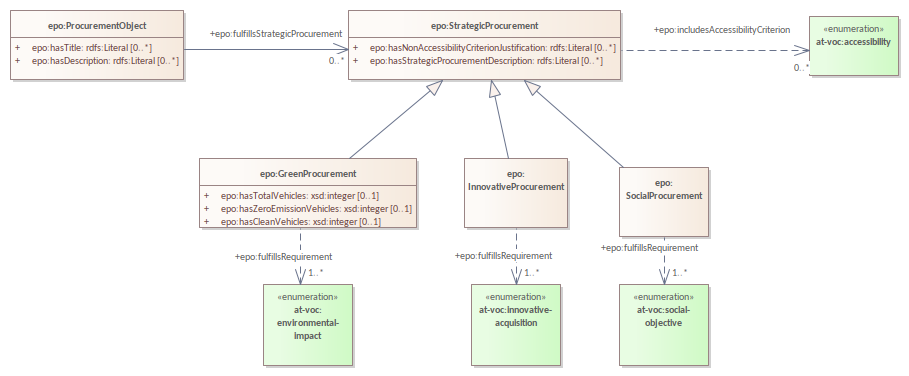 epo:ProcurementObject
+ epo:hasTitle: rdfs:Literal [0..*]
+ epo:hasDescription: rdfs:Literal [0..*]
+epo:fulfillsStrategicProcurement
0..*
epo:StrategicProcurement
+ epo:hasNonAccessibilityCriterionJustification: rdfs:Literal [0..*]
+ epo:hasStrategicProcurementDescription: rdfs:Literal [0..*]
+epo:includesAccessibilityCriterion
0..*
«enumeration»
at-voc:accessibility
epo:GreenProcurement
+ epo:hasTotalVehicles: xsd:integer [0..1]
+ epo:hasZeroEmissionVehicles: xsd:integer [0..1]
+ epo:hasCleanVehicles: xsd:integer [0..1]
epo:
InnovativeProcurement
epo:
SocialProcurement
+epo:fulfillsRequirement
1..*
+epo:fulfillsRequirement
1..*
+epo:fulfillsRequirement
1..*
«enumeration»
at-voc:
environmental-
impact
«enumeration»
at-voc:innovative-
acquisition
«enumeration»
at-voc:social-
objective